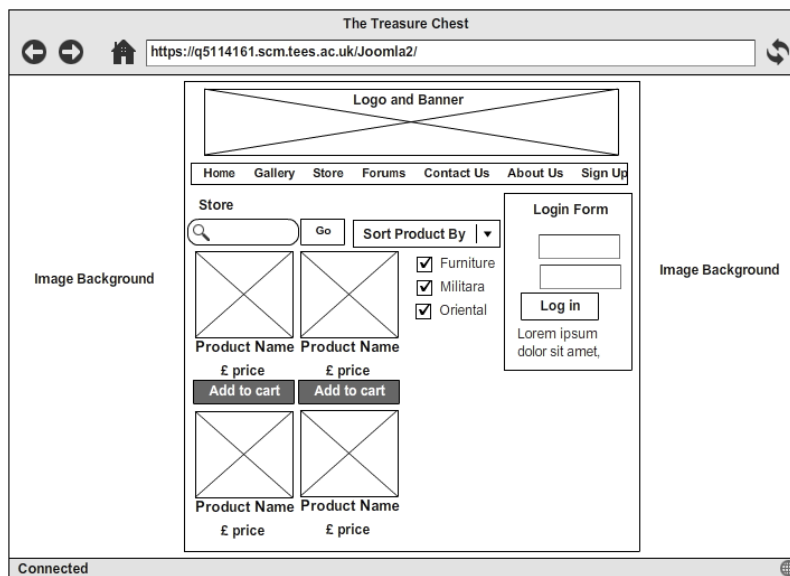 The Treasure Chest
https://q5114161.scm.tees.ac.uk/Joomla2/
Logo and Banner
Home Gallery Store Forums Contact Us About Us Sign Up
Store
Go
Sort Product By
Furniture
Militara
Oriental
Login Form
Log in
Lorem ipsum
dolor sit amet,
Image Background
Image Background
Product Name Product Name
£ price £ price
Add to cart Add to cart
Product Name Product Name
£ price £ price
Connected